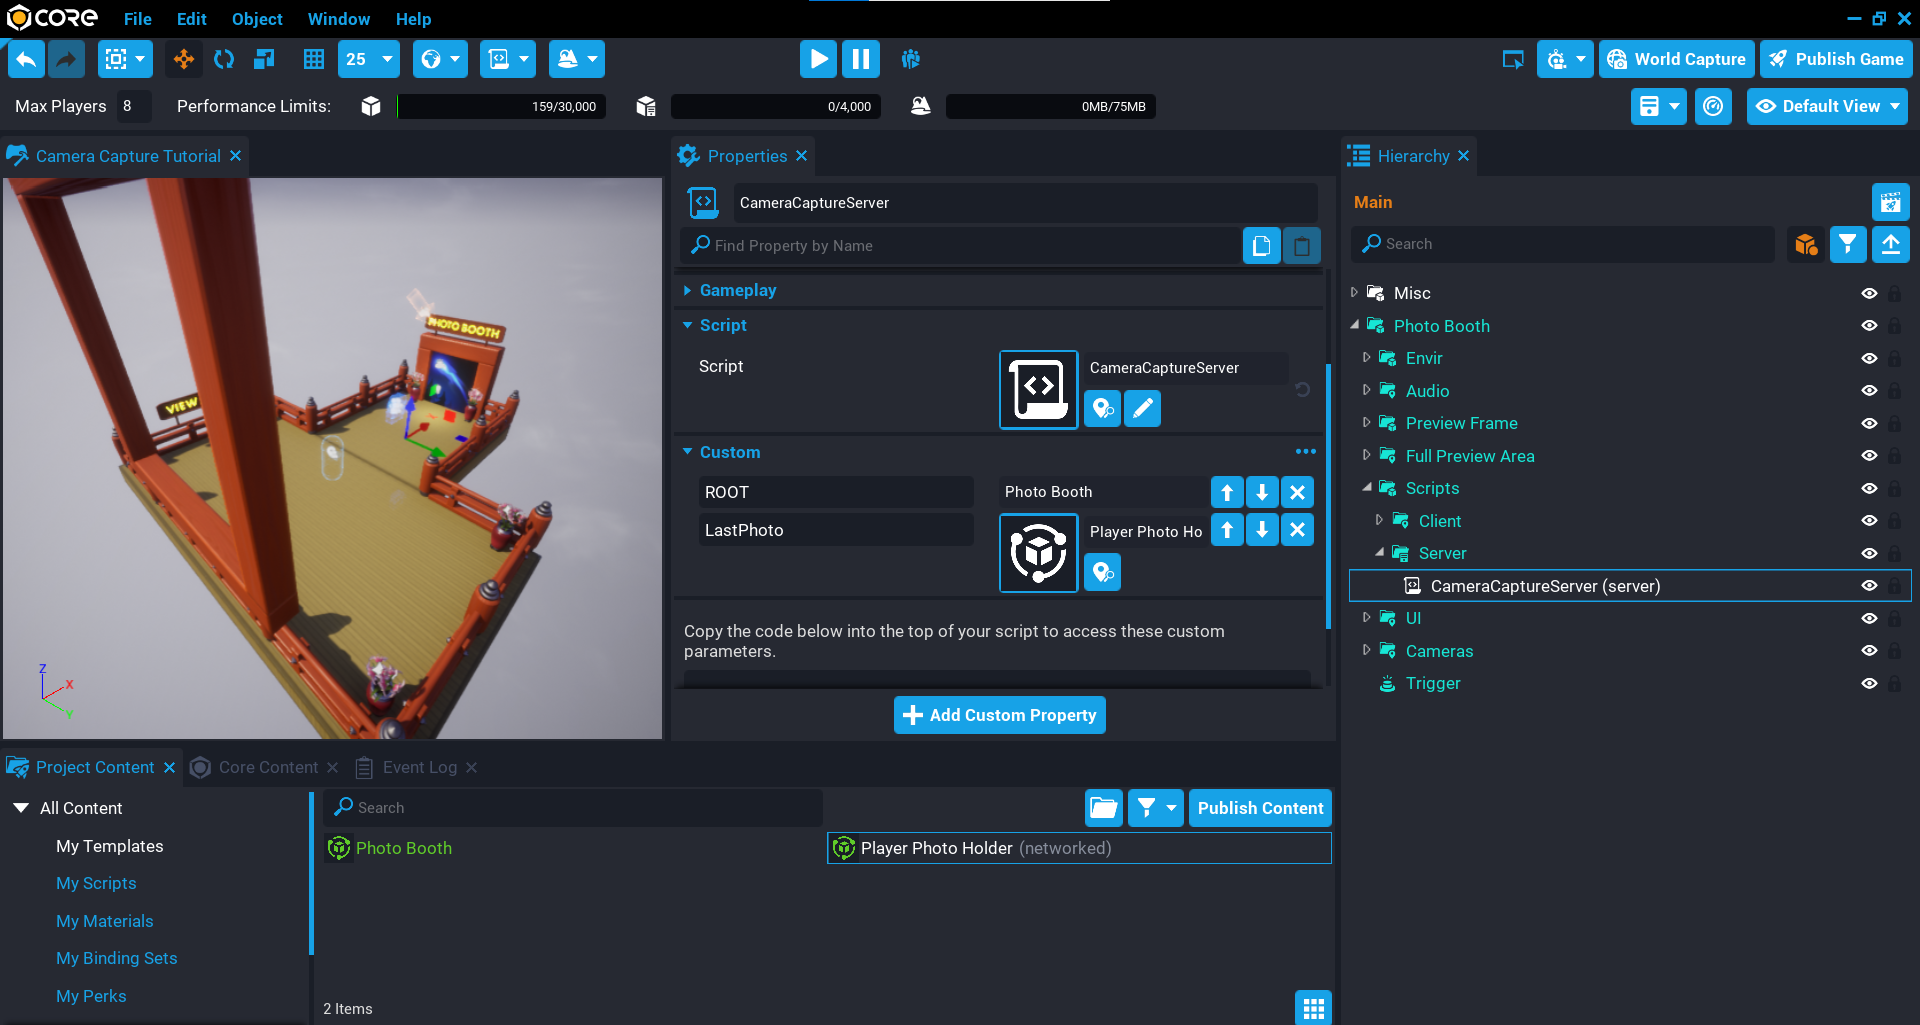 CORE File Edit Object Window Help
25 World Capture Publish Game
Max Players 8 Performance Limits: 159/30,000 0/4,000 0MB/75MB Default View
Camera Capture Tutorial
PHOTO BOOTH
VIEW
Z
X
Y
Properties
CameraCaptureServer
Find Property by Name
Gameplay
Script
Script CameraCaptureServer
Custom
ROOT Photo Booth
LastPhoto Player Photo Ho
Copy the code below into the top of your script to access these custom
parameters.
Add Custom Property
Hierarchy
Main
Search
Misc
Photo Booth
Envir
Audio
Preview Frame
Full Preview Area
Scripts
Client
Server
CameraCaptureServer (server)
UI
Cameras
Trigger
Project Content Core Content Event Log
All Content
My Templates
My Scripts
My Materials
My Binding Sets
My Perks
Search Publish Content
Photo Booth Player Photo Holder (networked)
2 Items